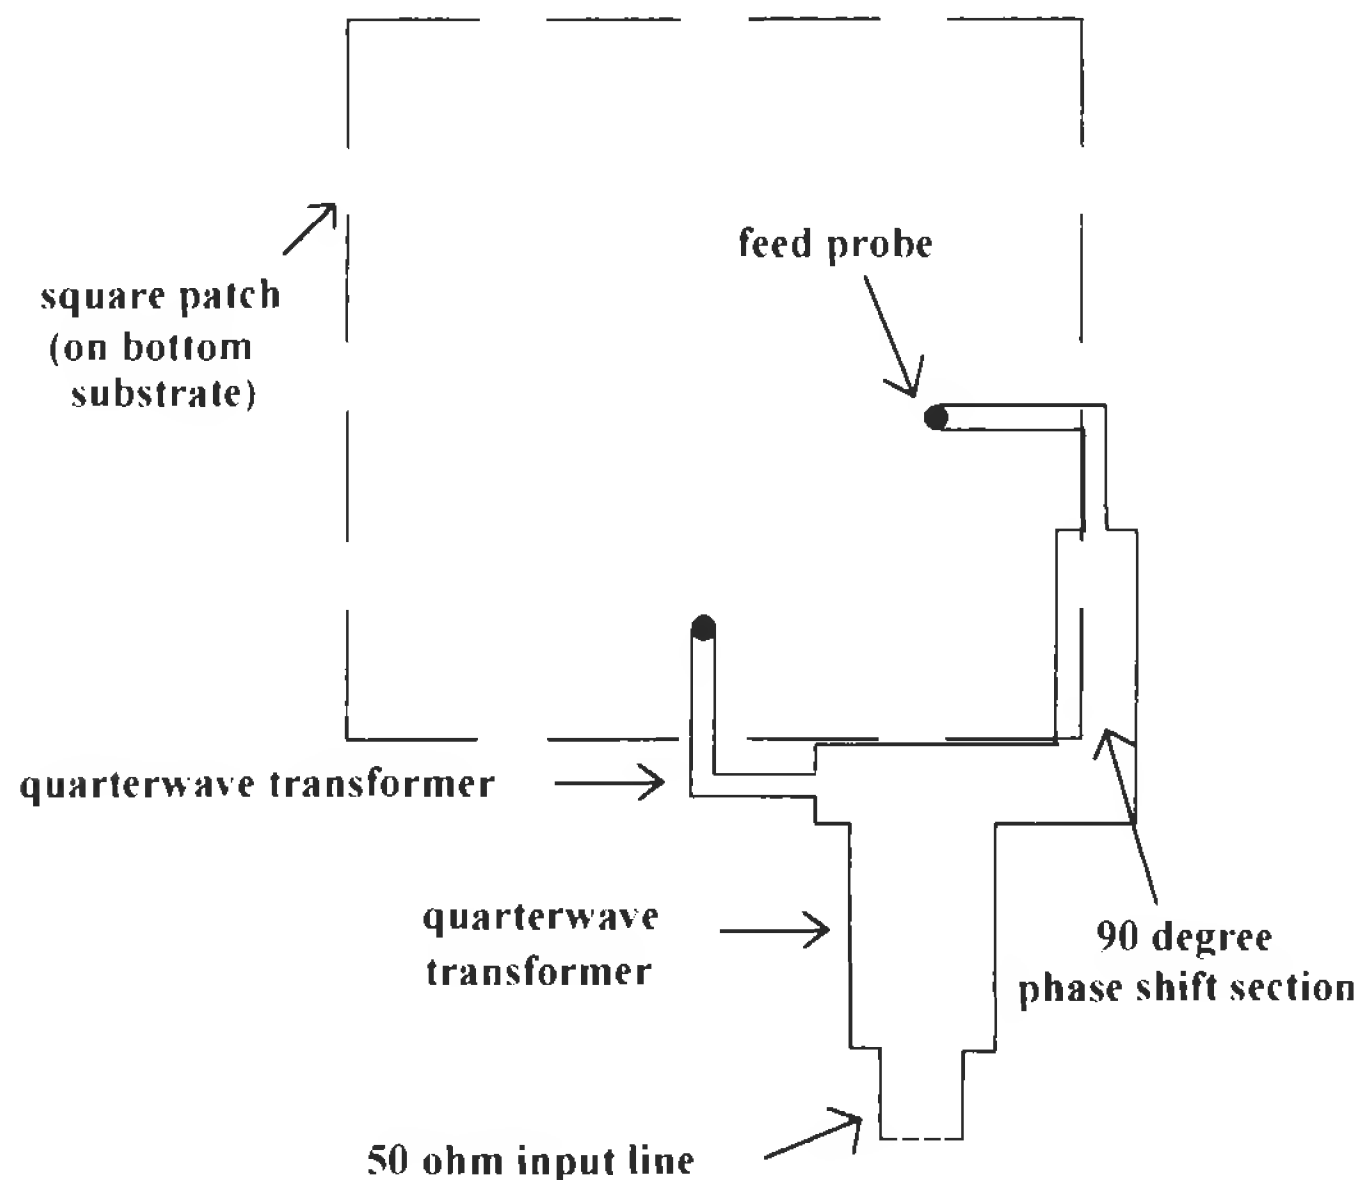 feed probe
square patch
(on bottom
substrate)
quarterwave transformer
quarterwave
transformer
90 degree
phase shift section
50 ohm input line